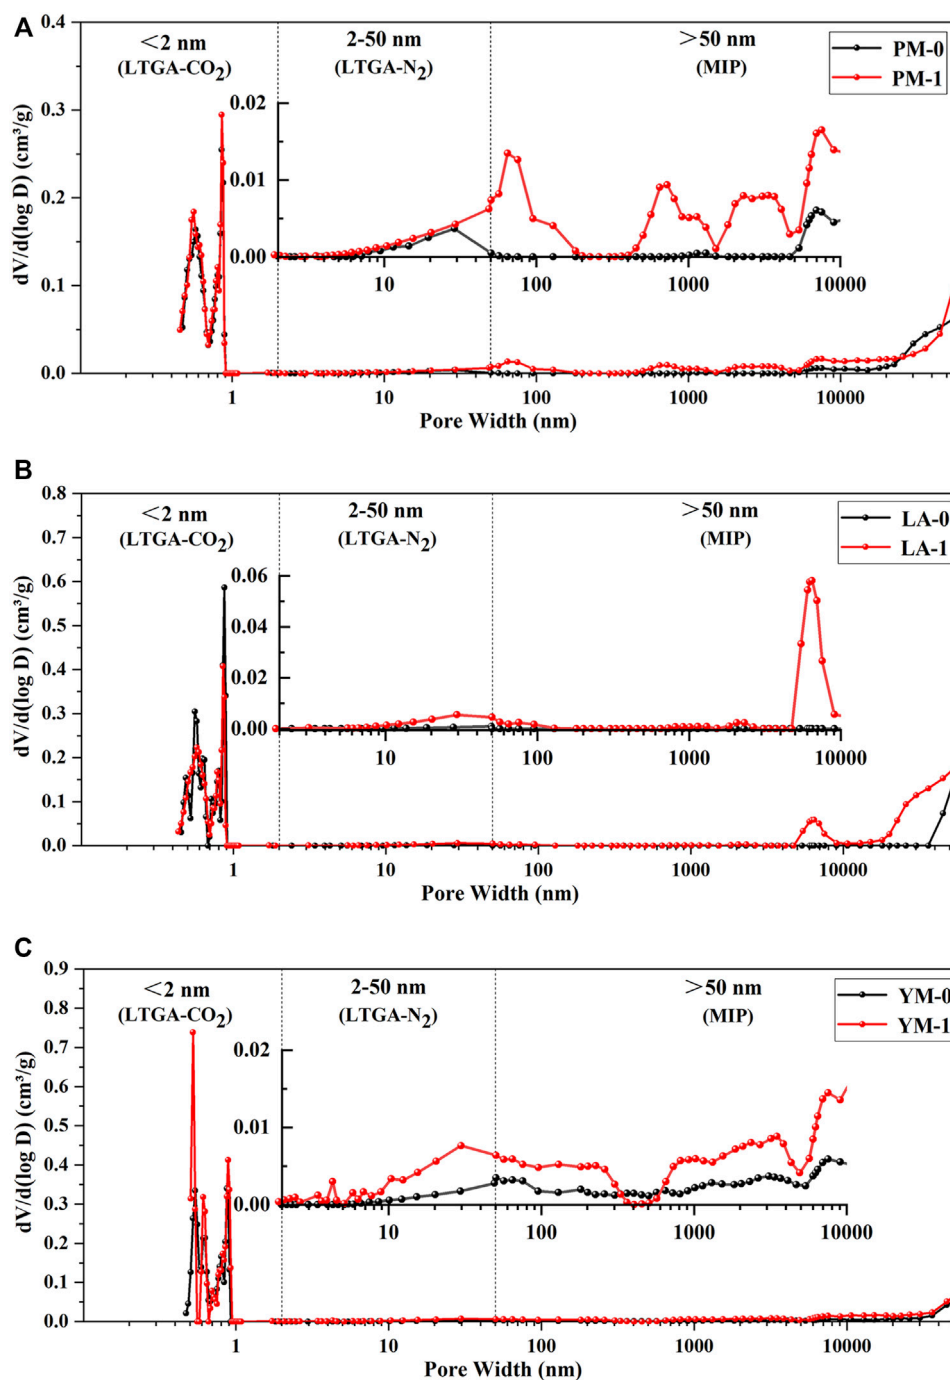 A
0.4
<2 nm
2-50 nm
>50 nm
PM-0
(LTGA-CO2)
(LTGA-N2)
(MIP)
PM-1
dV/d(log D) (cm³/g)
0.3
0.02
0.2
0.01
0.00
10
100
1000
10000
0.1
0.0
1
10
100
1000
10000
Pore Width (nm)
B
0.8
<2 nm
2-50 nm
>50 nm
LA-0
(LTGA-CO2)
(LTGA-N2)
(MIP)
LA-1
dV/d(log D) (cm³/g)
0.7
0.6
0.06
0.5
0.04
0.4
0.02
0.3
0.00
10
100
1000
10000
0.2
0.1
0.0
1
10
100
1000
10000
Pore Width (nm)
C
0.9
<2 nm
2-50 nm
>50 nm
YM-0
(LTGA-CO2)
(LTGA-N2)
(MIP)
YM-1
dV/d(log D) (cm³/g)
0.8
0.7
0.02
0.6
0.5
0.01
0.4
0.3
0.00
10
100
1000
10000
0.2
0.1
0.0
1
10
100
1000
10000
Pore Width (nm)